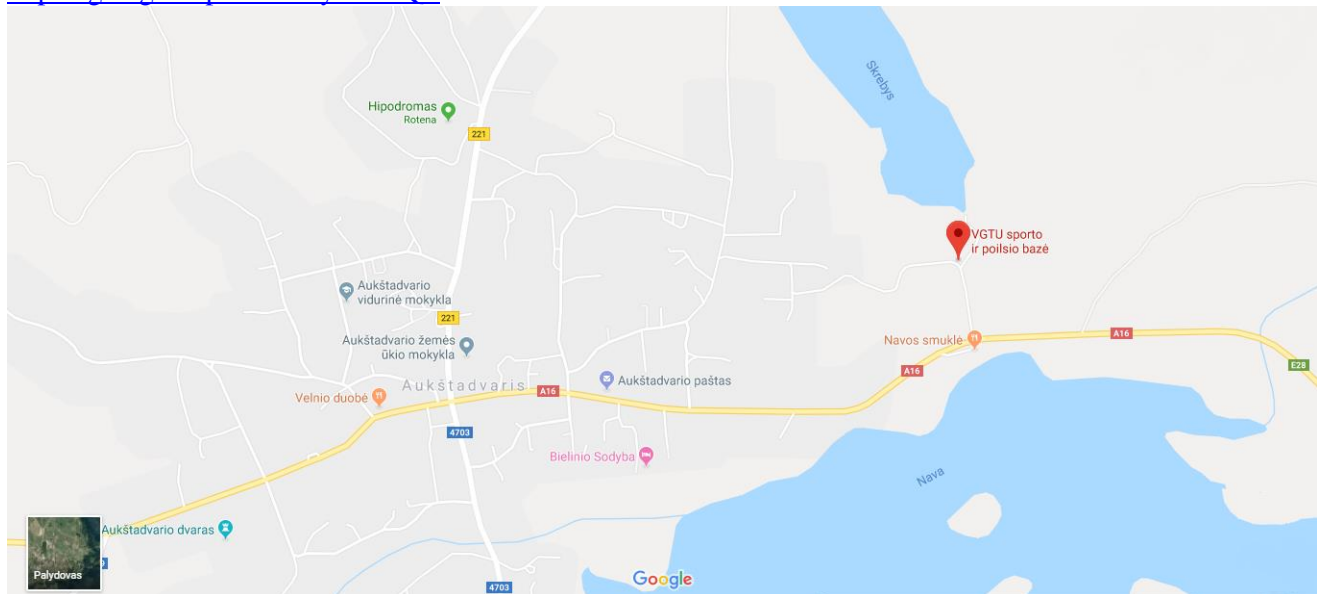 Skrebys
Hipodromas
Rotena
221
VGTU sporto
ir poilsio bazė
Aukštadvario
vidurinė mokykla
221
Aukštadvario žemės
ūkio mokykla
Navos smuklė
A16
E28
A16
Aukštadvaris
A16
Aukštadvario paštas
Velnio duobė
4703
Bielinio Sodyba
Nava
Aukštadvario dvaras
Palydovas
Google
4703